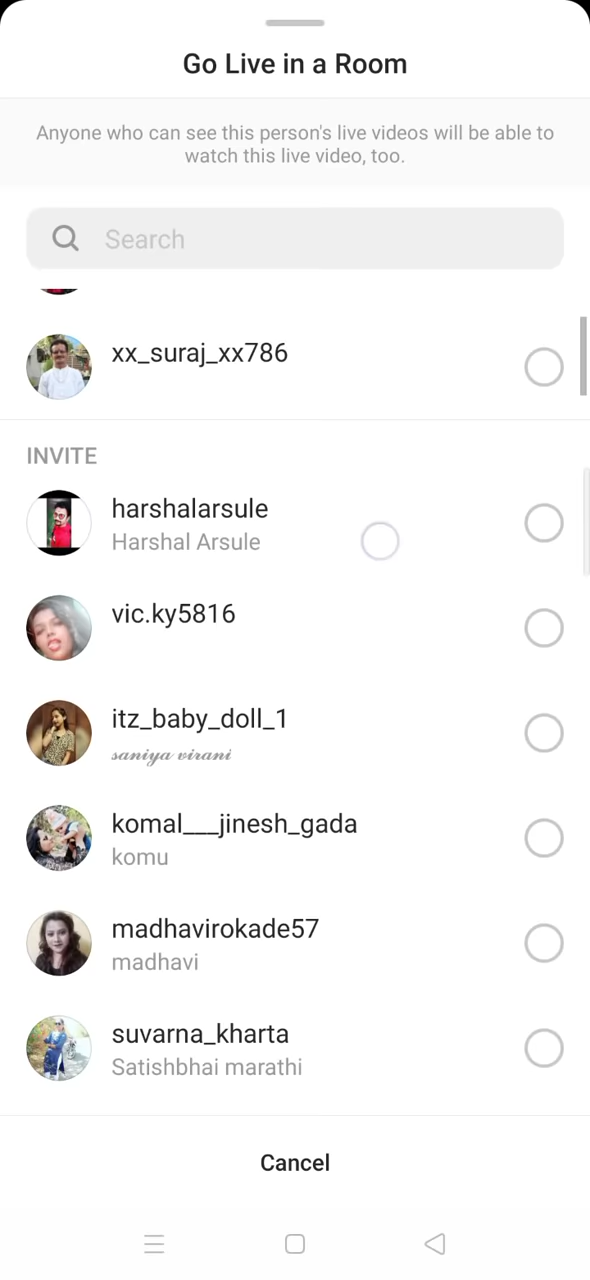 Go Live in a Room
Anyone who can see this person's live videos will be able to
watch this live video, too.
Search
xx_suraj_xx786
INVITE
harshalarsule
Harshal Arsule
vic.ky5816
itz_baby_doll_1
𝓼𝓪𝓷𝓲𝔂𝓪 𝓿𝓲𝓻𝓪𝓷𝓲
komal___jinesh_gada
komu
madhavirokade57
madhavi
suvarna_kharta
Satishbhai marathi
Cancel